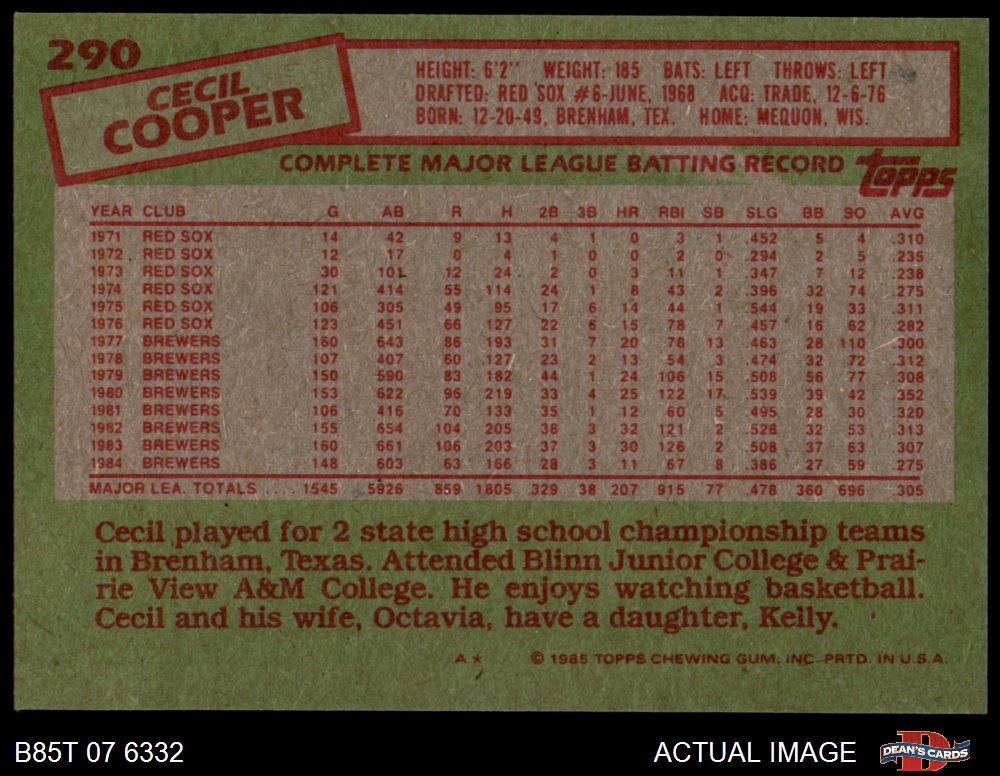 290
CECIL
COOPER
HEIGHT: 6'2" WEIGHT: 185 BATS: LEFT THROWS: LEFT
DRAFTED: RED SOX #6-JUNE, 1968 ACQ: TRADE, 12-6-76
BORN: 12-20-49, BRENHAM, TEX. HOME: MEQUON, WIS.
COMPLETE MAJOR LEAGUE BATTING RECORD topps
YEAR CLUB G AB R H 2B 3B HR RBI SB SLG BB SO AVG
1971 RED SOX 14 42 9 13 4 1 0 3 1 .452 5 4 .310
1972 RED SOX 12 17 0 4 1 0 0 2 0 .294 2 5 .235
1973 RED SOX 30 101 12 24 2 0 3 11 1 .347 7 12 .238
1974 RED SOX 121 414 55 114 24 1 8 43 2 .396 32 74 .275
1975 RED SOX 106 305 49 95 17 6 14 44 1 .544 19 33 .311
1976 RED SOX 123 451 66 127 22 6 15 78 7 .457 16 62 .282
1977 BREWERS 160 643 86 193 31 7 20 78 13 .463 28 110 .300
1978 BREWERS 107 407 60 127 23 2 13 54 3 .474 32 72 .312
1979 BREWERS 150 590 83 182 44 1 24 106 15 .508 56 77 .308
1980 BREWERS 153 622 96 219 33 4 25 122 17 .539 39 42 .352
1981 BREWERS 106 416 70 133 35 1 12 60 5 .495 28 30 .320
1982 BREWERS 155 654 104 205 38 3 32 121 2 .528 32 53 .313
1983 BREWERS 160 661 106 203 37 3 30 126 2 .508 37 63 .307
1984 BREWERS 148 603 63 166 28 3 11 67 8 .386 27 59 .275
MAJOR LEA. TOTALS .... 1545 5926 859 1805 329 38 207 915 77 .478 360 696 .305
Cecil played for 2 state high school championship teams
in Brenham, Texas. Attended Blinn Junior College & Prai-
rie View A&M College. He enjoys watching basketball.
Cecil and his wife, Octavia, have a daughter, Kelly.
A* © 1985 TOPPS CHEWING GUM, INC. PRTD. IN U.S.A.
B85T 07 6332 ACTUAL IMAGE DEAN'S CARDS